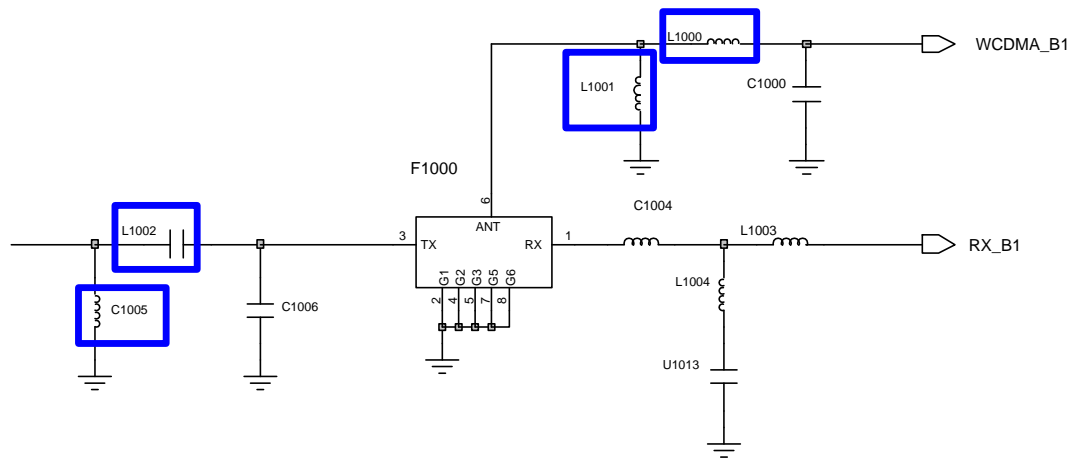 L1000
WCDMA_B1
L1001
C1000
F1000
6
C1004
ANT
L1002
3
TX
RX
1
L1003
RX_B1
G1
G2
G3
G5
G6
2
4
5
7
8
L1004
C1005
C1006
U1013